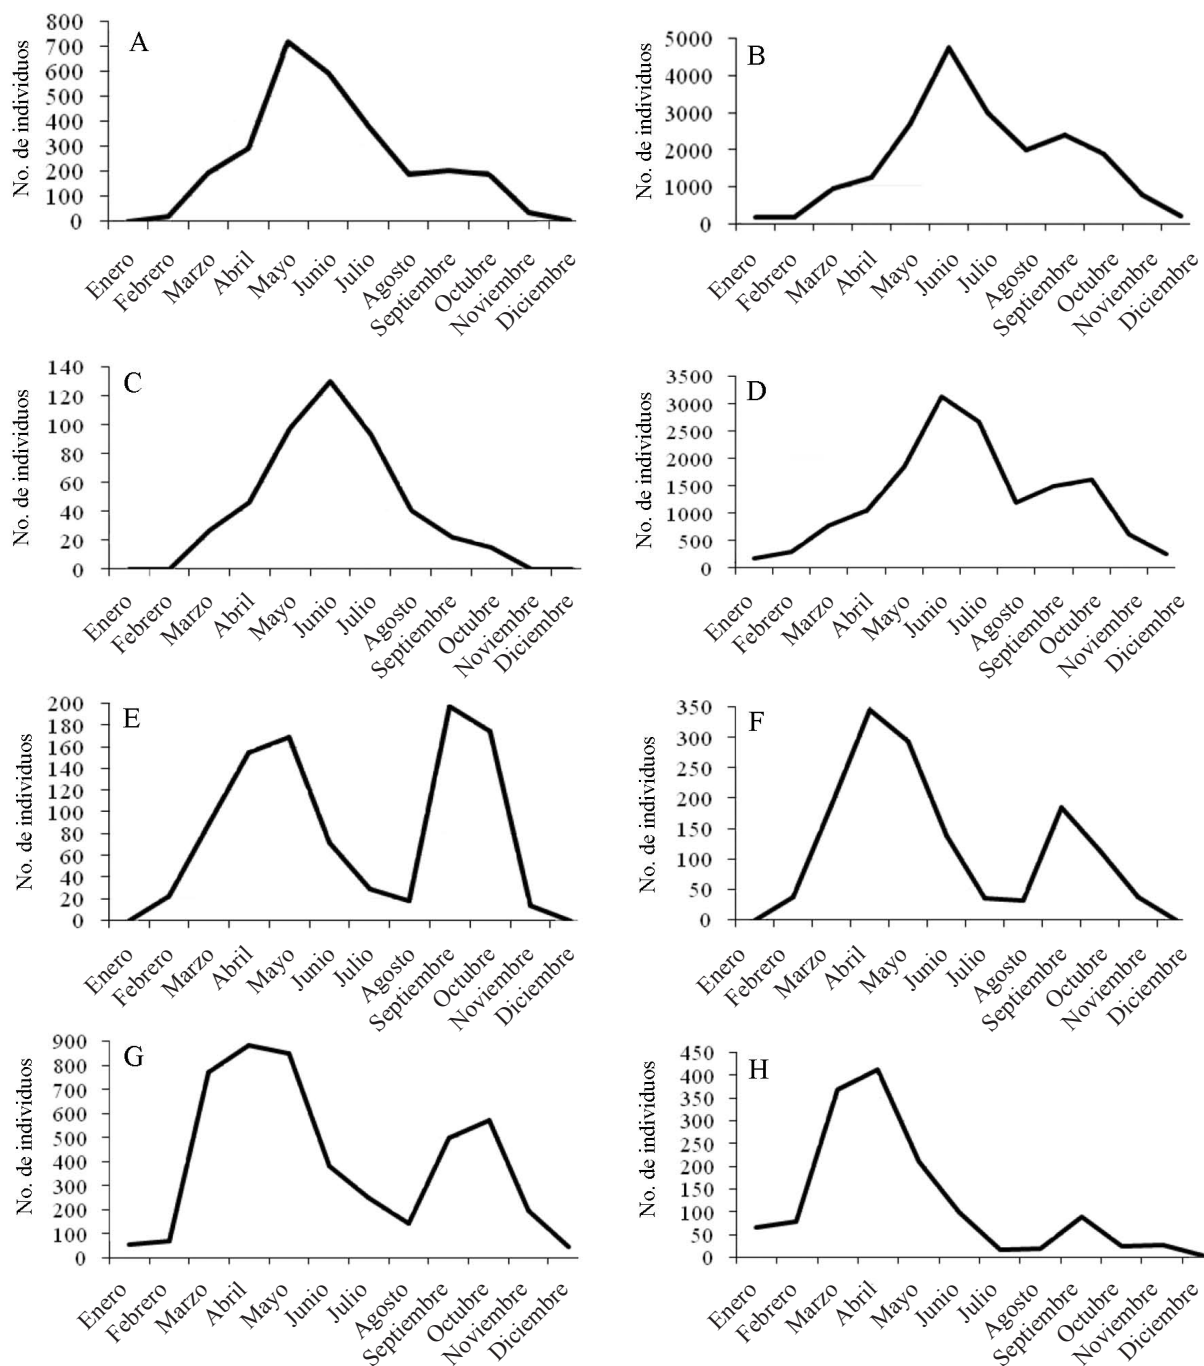 A
No. de individuos
800
700
600
500
400
300
200
100
0
Enero
Febrero
Marzo
Abril
Mayo
Junio
Julio
Agosto
Septiembre
Octubre
Noviembre
Diciembre
B
No. de individuos
5000
4000
3000
2000
1000
0
Enero
Febrero
Marzo
Abril
Mayo
Junio
Julio
Agosto
Septiembre
Octubre
Noviembre
Diciembre
C
No. de individuos
140
120
100
80
60
40
20
0
Enero
Febrero
Marzo
Abril
Mayo
Junio
Julio
Agosto
Septiembre
Octubre
Noviembre
Diciembre
D
No. de individuos
3500
3000
2500
2000
1500
1000
500
0
Enero
Febrero
Marzo
Abril
Mayo
Junio
Julio
Agosto
Septiembre
Octubre
Noviembre
Diciembre
E
No. de individuos
200
180
160
140
120
100
80
60
40
20
0
Enero
Febrero
Marzo
Abril
Mayo
Junio
Julio
Agosto
Septiembre
Octubre
Noviembre
Diciembre
F
No. de individuos
350
300
250
200
150
100
50
0
Enero
Febrero
Marzo
Abril
Mayo
Junio
Julio
Agosto
Septiembre
Octubre
Noviembre
Diciembre
G
No. de individuos
900
800
700
600
500
400
300
200
100
0
Enero
Febrero
Marzo
Abril
Mayo
Junio
Julio
Agosto
Septiembre
Octubre
Noviembre
Diciembre
H
No. de individuos
450
400
350
300
250
200
150
100
50
0
Enero
Febrero
Marzo
Abril
Mayo
Junio
Julio
Agosto
Septiembre
Octubre
Noviembre
Diciembre